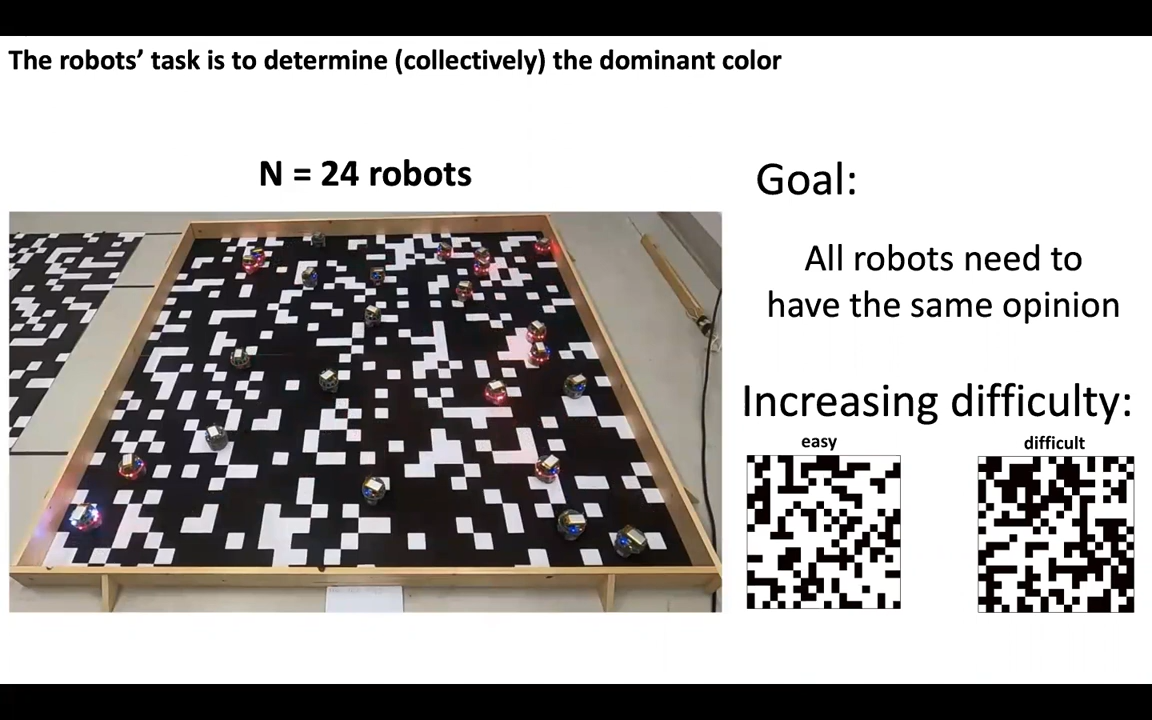 The robots’ task is to determine (collectively) the dominant color
N = 24 robots
Goal:
All robots need to
have the same opinion
Increasing difficulty:
easy
difficult